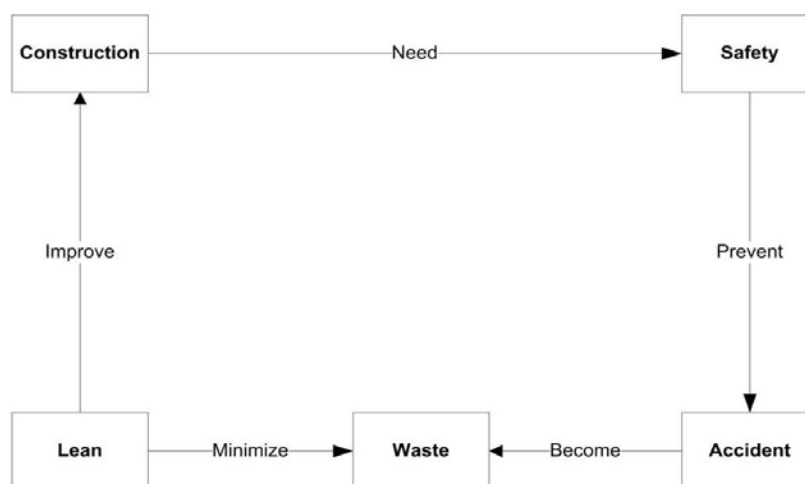 Construction
Need
Safety
Improve
Prevent
Lean
Minimize
Waste
Become
Accident